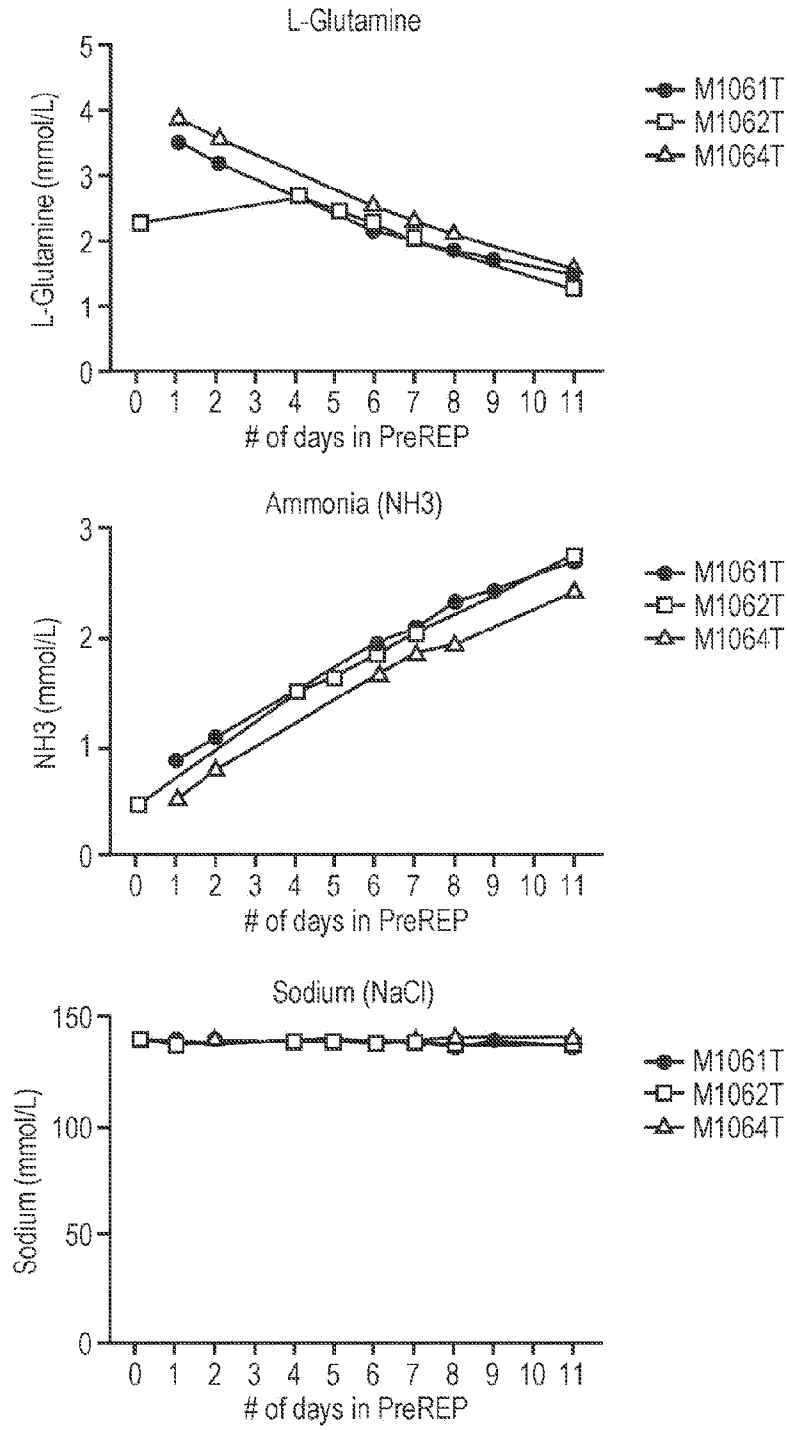 L-Glutamine
L-Glutamine (mmol/L)
5
4
3
2
1
0
0 1 2 3 4 5 6 7 8 9 10 11
# of days in PreREP
M1061T
M1062T
M1064T
Ammonia (NH3)
NH3 (mmol/L)
3
2
1
0
0 1 2 3 4 5 6 7 8 9 10 11
# of days in PreREP
M1061T
M1062T
M1064T
Sodium (NaCl)
Sodium (mmol/L)
150
100
50
0
0 1 2 3 4 5 6 7 8 9 10 11
# of days in PreREP
M1061T
M1062T
M1064T